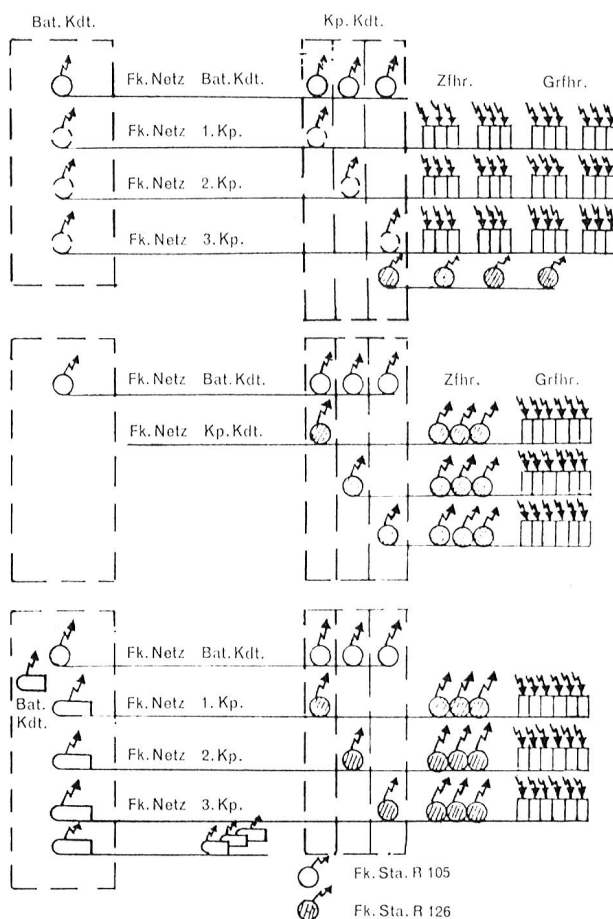 Bat. Kdt. Kp. Kdt.
Fk. Netz Bat. Kdt. Zfhr. Grfhr.
Fk. Netz 1. Kp.
Fk. Netz 2. Kp.
Fk. Netz 3. Kp.
Fk. Netz Bat. Kdt. Zfhr. Grfhr.
Fk. Netz Kp. Kdt.
Fk. Netz Bat. Kdt.
Bat.
Kdt.
Fk. Netz 1. Kp.
Fk. Netz 2. Kp.
Fk. Netz 3. Kp.
Fk. Sta. R 105
Fk. Sta. R 126